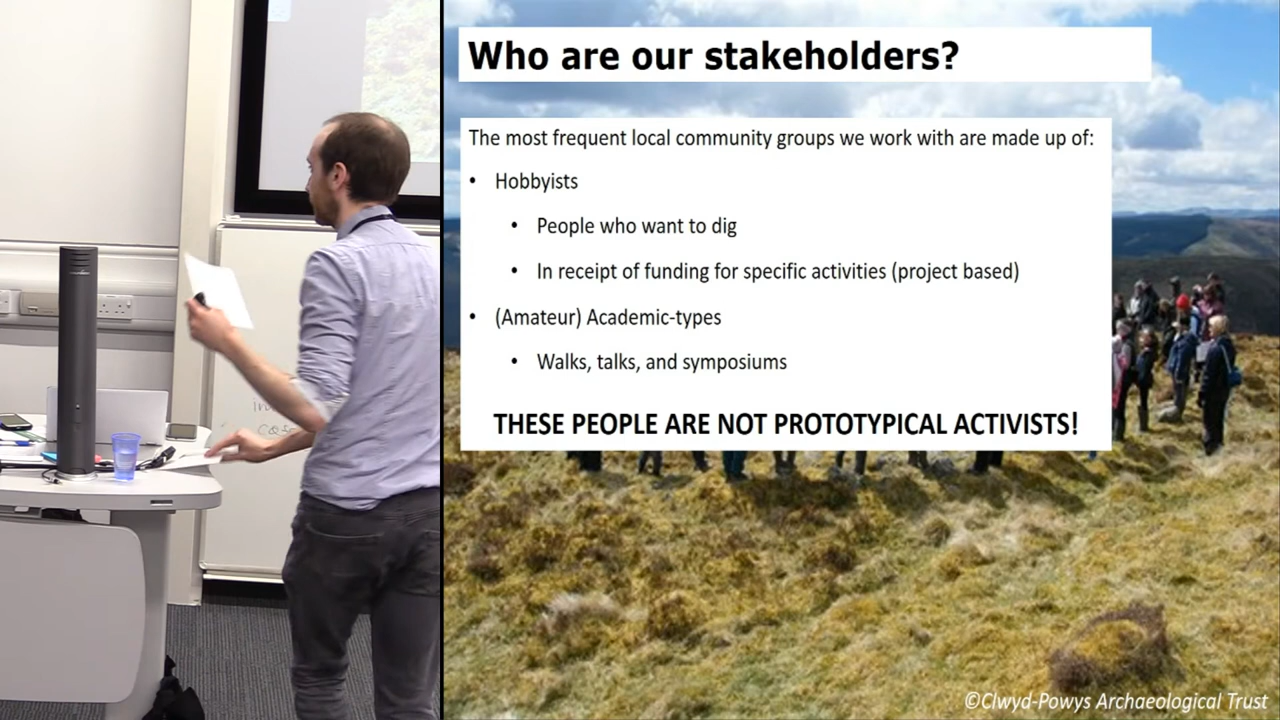 Who are our stakeholders?
The most frequent local community groups we work with are made up of:
• Hobbyists
• People who want to dig
• In receipt of funding for specific activities (project based)
• (Amateur) Academic-types
• Walks, talks, and symposiums
THESE PEOPLE ARE NOT PROTOTYPICAL ACTIVISTS!
©Clwyd-Powys Archaeological Trust